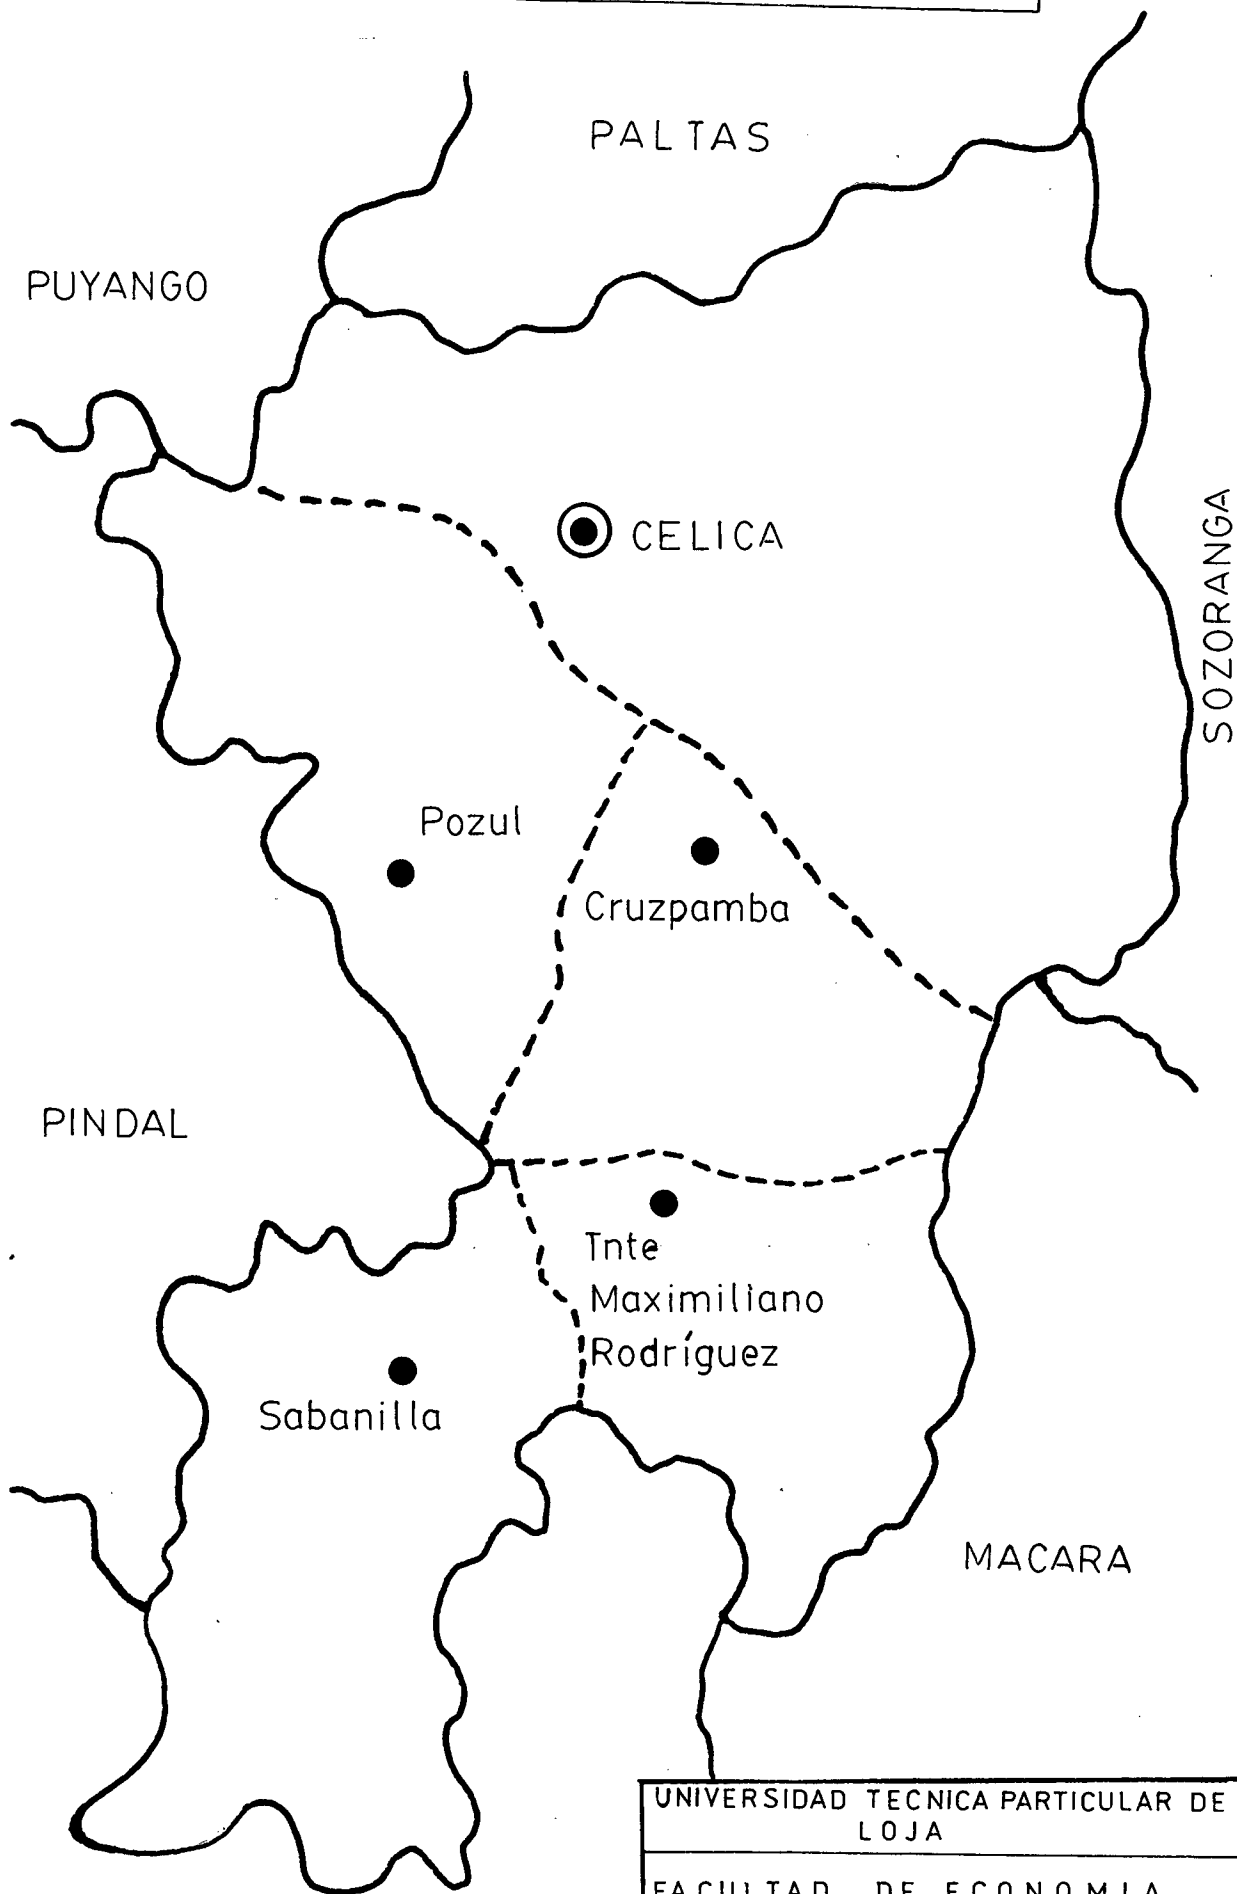 PALTAS
PUYANGO
CELICA
SOZORANGA
Pozul
Cruzpamba
PINDAL
Tnte
Maximiliano
Rodríguez
Sabanilla
MACARA
UNIVERSIDAD TECNICA PARTICULAR DE
LOJA
FACULTAD DE ECONOMIA